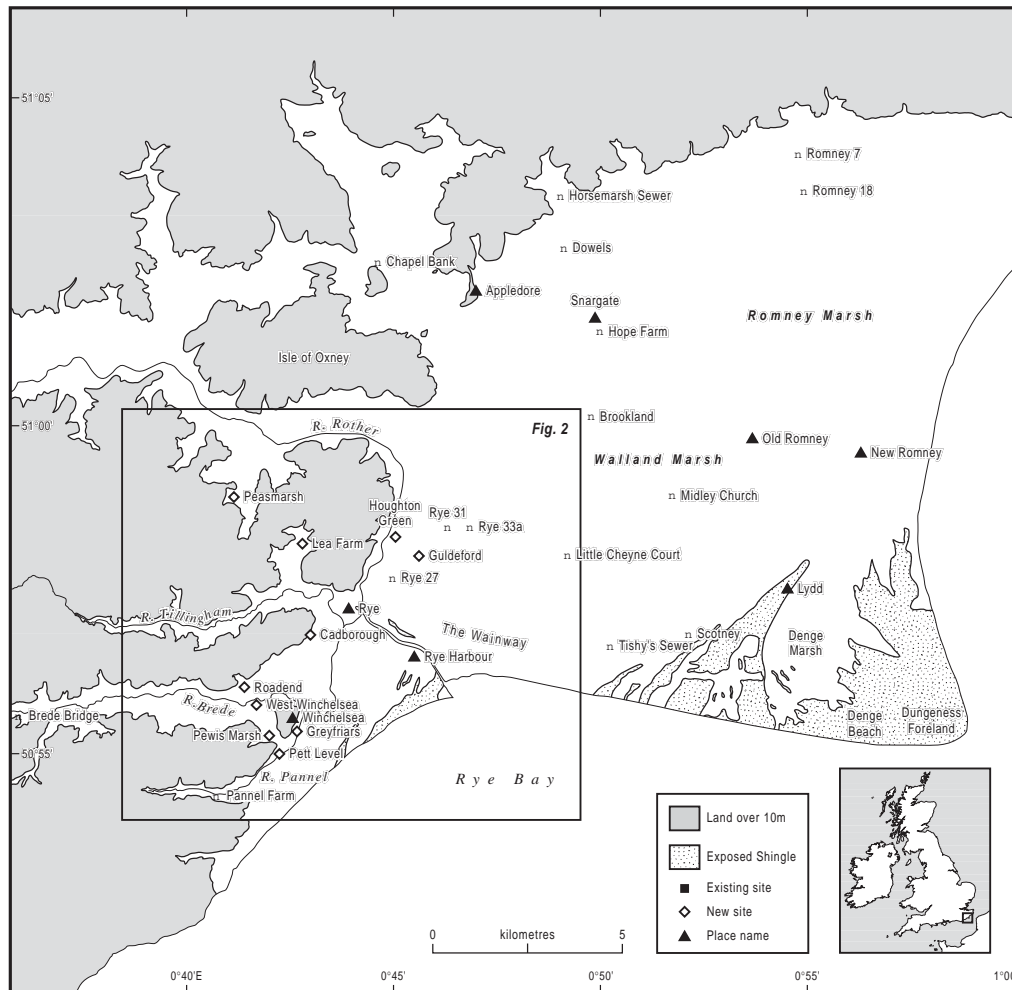 51°05'
n Romney 7
n Romney 18
n Horsemarsh Sewer
n Dowels
n Chapel Bank
Appledore
Snargate
n Hope Farm
Romney Marsh
Isle of Oxney
51°00'
R. Rother
Fig. 2
n Brookland
Old Romney
New Romney
Walland Marsh
Peasmarsh
n Midley Church
Houghton
Green
Rye 31
n
n Rye 33a
Lea Farm
Guldeford
n Little Cheyne Court
n Rye 27
Lydd
R. Tillingham
Rye
The Wainway
Cadborough
n Scotney
n Tishy's Sewer
Denge
Marsh
Rye Harbour
Roadend
R.Brede
West-Winchelsea
n Brede Bridge
Winchelsea
Pewis Marsh
Greyfriars
Denge
Beach
Dungeness
Foreland
50°55'
Pett Level
R. Pannel
Rye Bay
n Pannel Farm
Land over 10m
Exposed Shingle
Existing site
New site
Place name
0 kilometres 5
0°40'E
0°45'
0°50'
0°55'
1°00